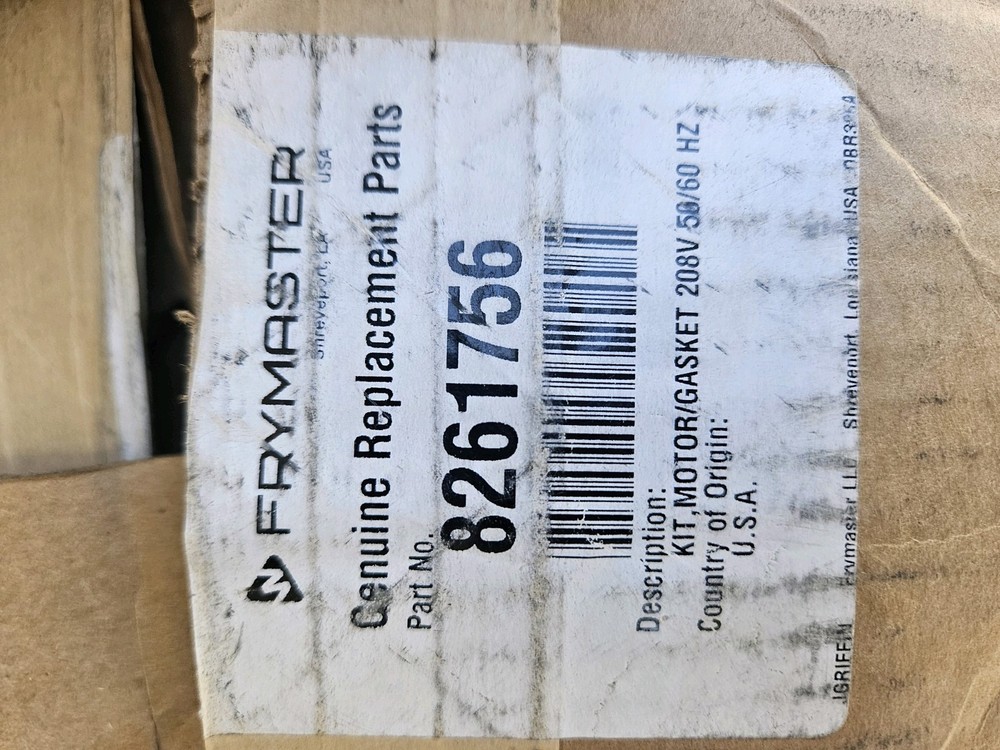 FRYMASTER
Shreveport, LA USA
Genuine Replacement Parts
Part No.
8261756
Description:
KIT,MOTOR/GASKET 208V 50/60 HZ
Country of Origin:
U.S.A.
JGRIFFIN Frymaster LLC Shreveport, Louisiana USA